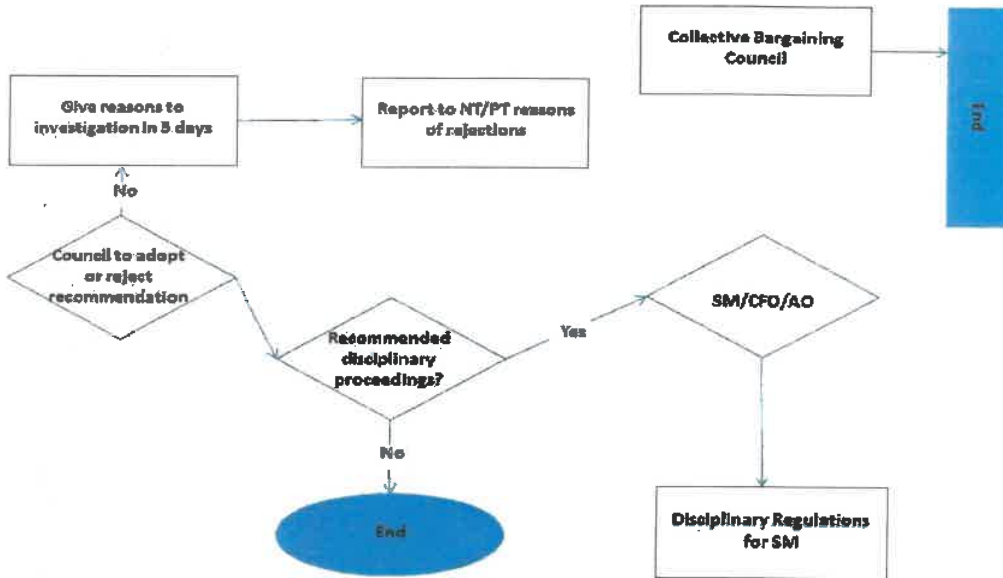 Collective Bargaining
Council
End
Give reasons to
investigation in 5 days
Report to NT/PT reasons
of rejections
No
Council to adopt
or reject
recommendation
SM/CFO/AO
Yes
Recommended
disciplinary
proceedings?
No
End
Disciplinary Regulations
for SM